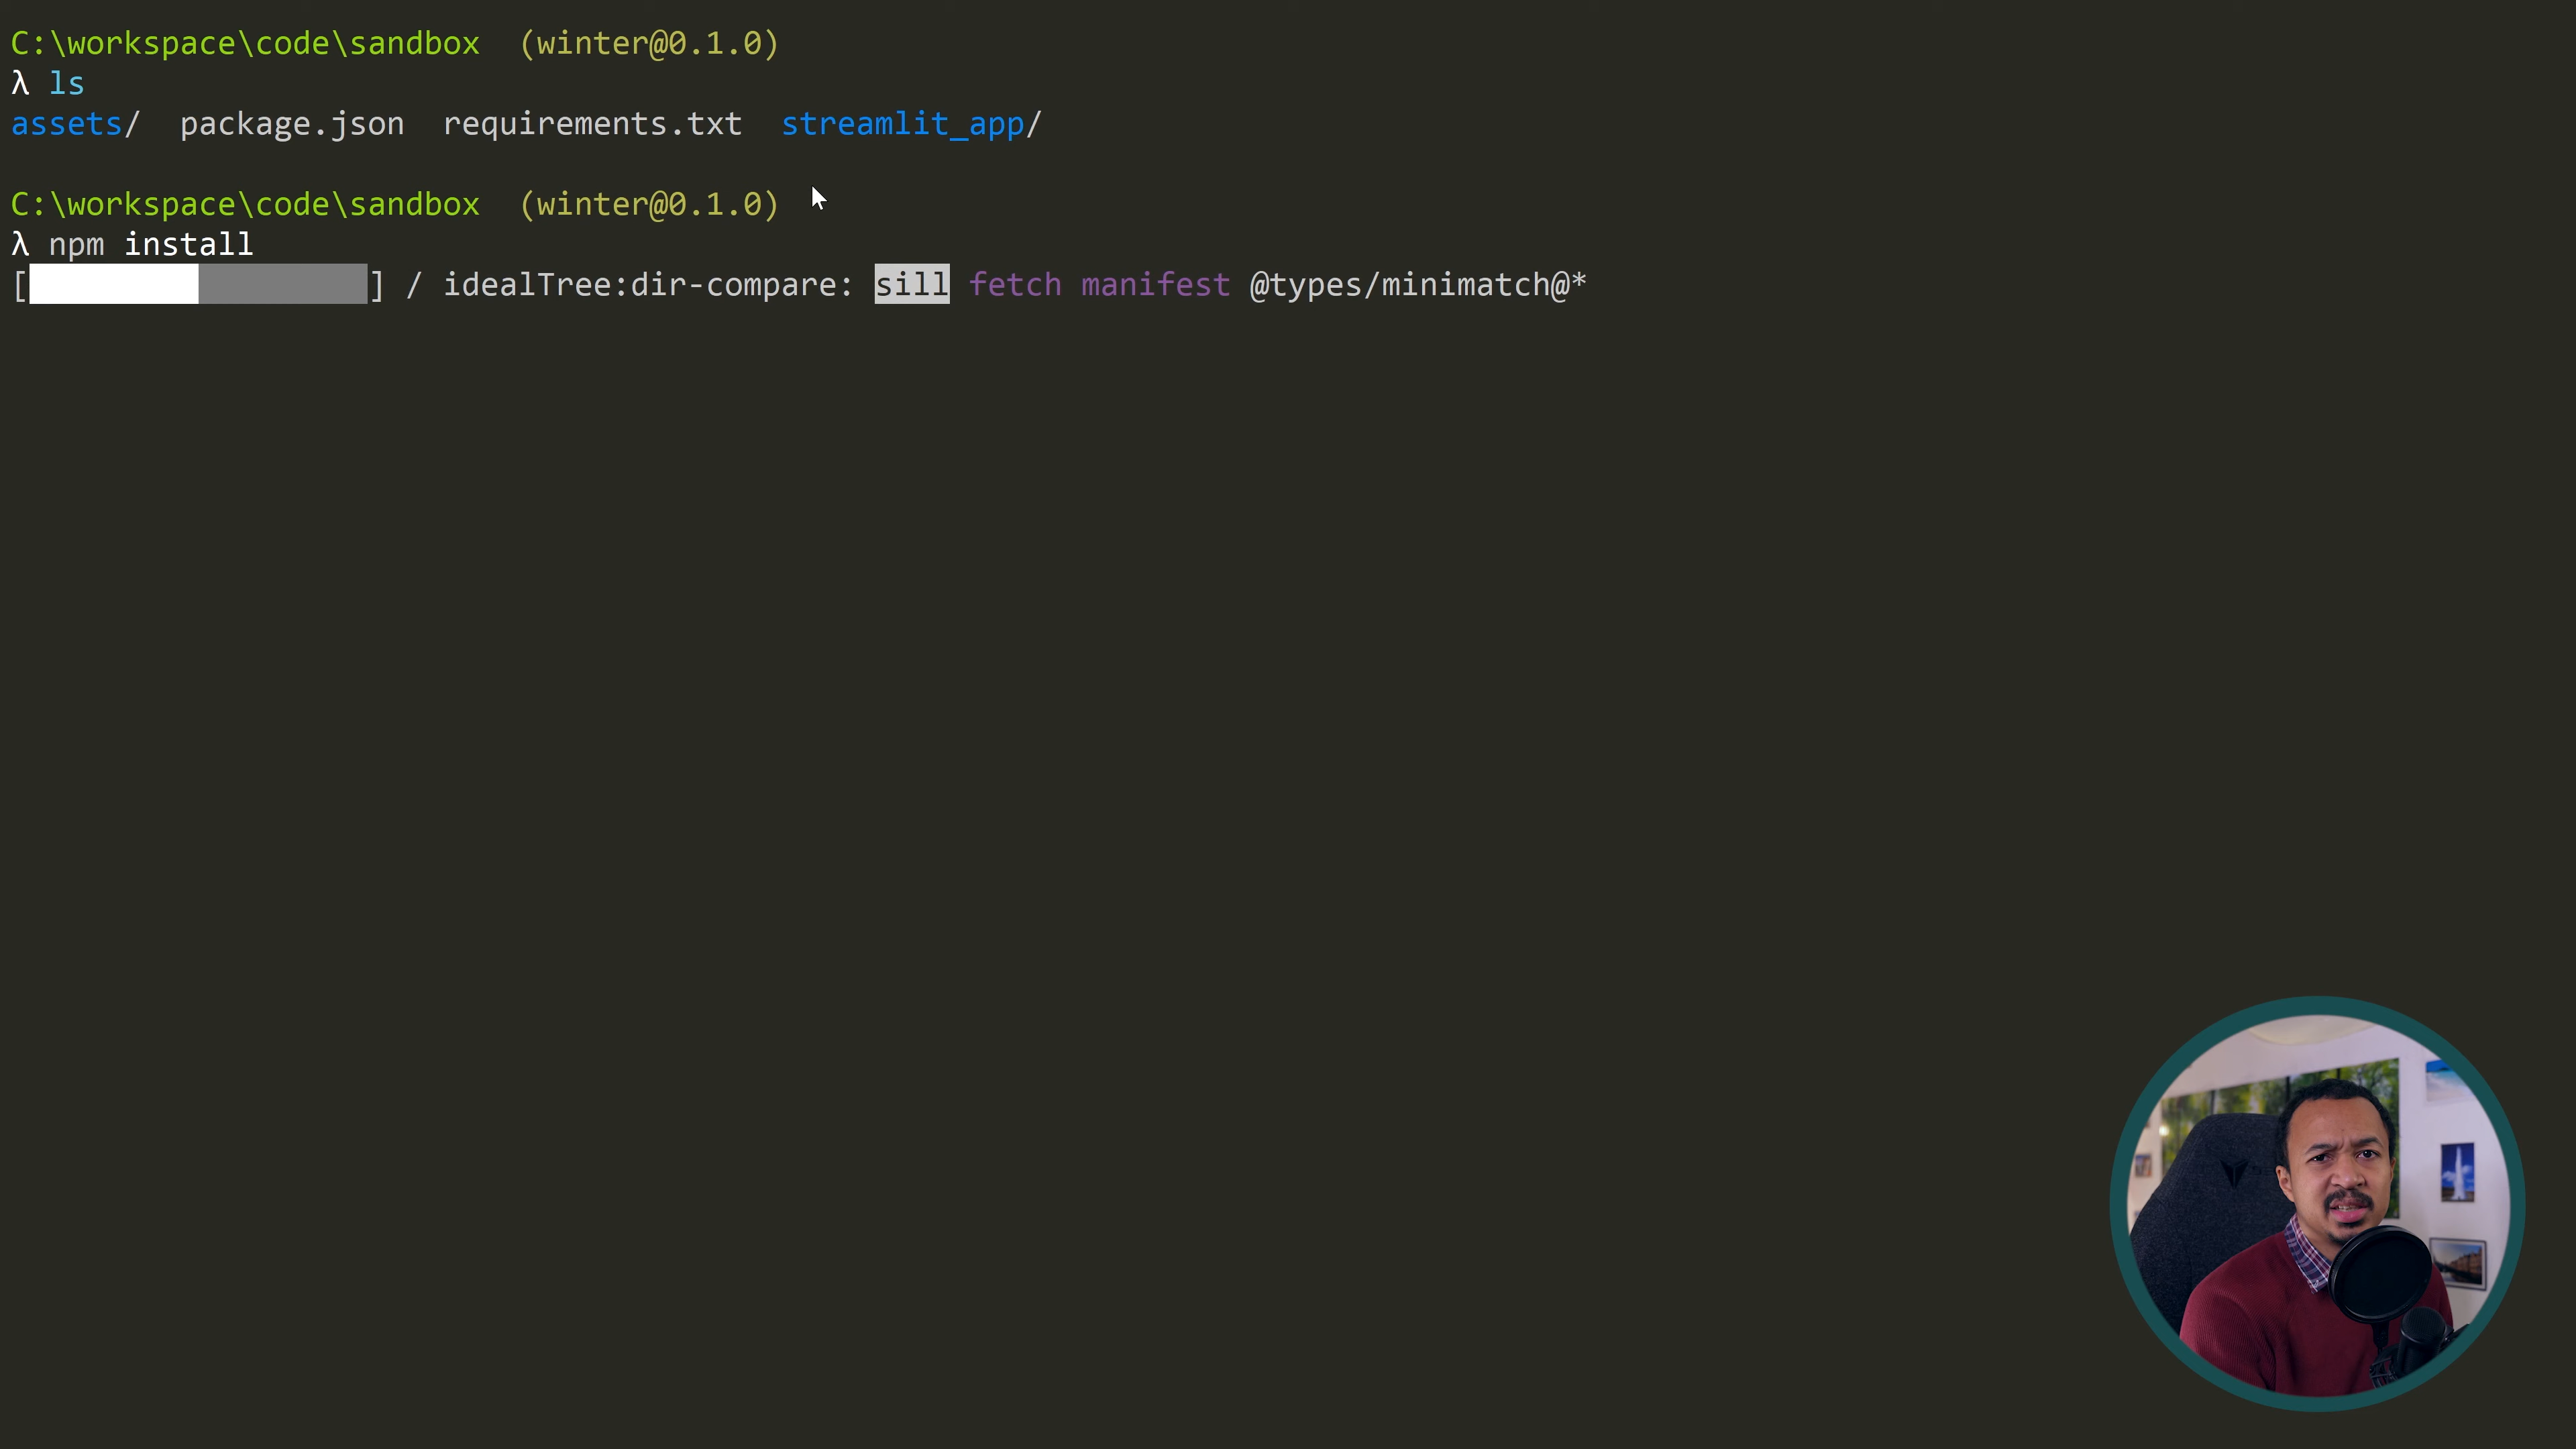 C:\workspace\code\sandbox (winter@0.1.0)
λ ls
assets/ package.json requirements.txt streamlit_app/
C:\workspace\code\sandbox (winter@0.1.0)
λ npm install
[] / idealTree:dir-compare: sill fetch manifest @types/minimatch@*